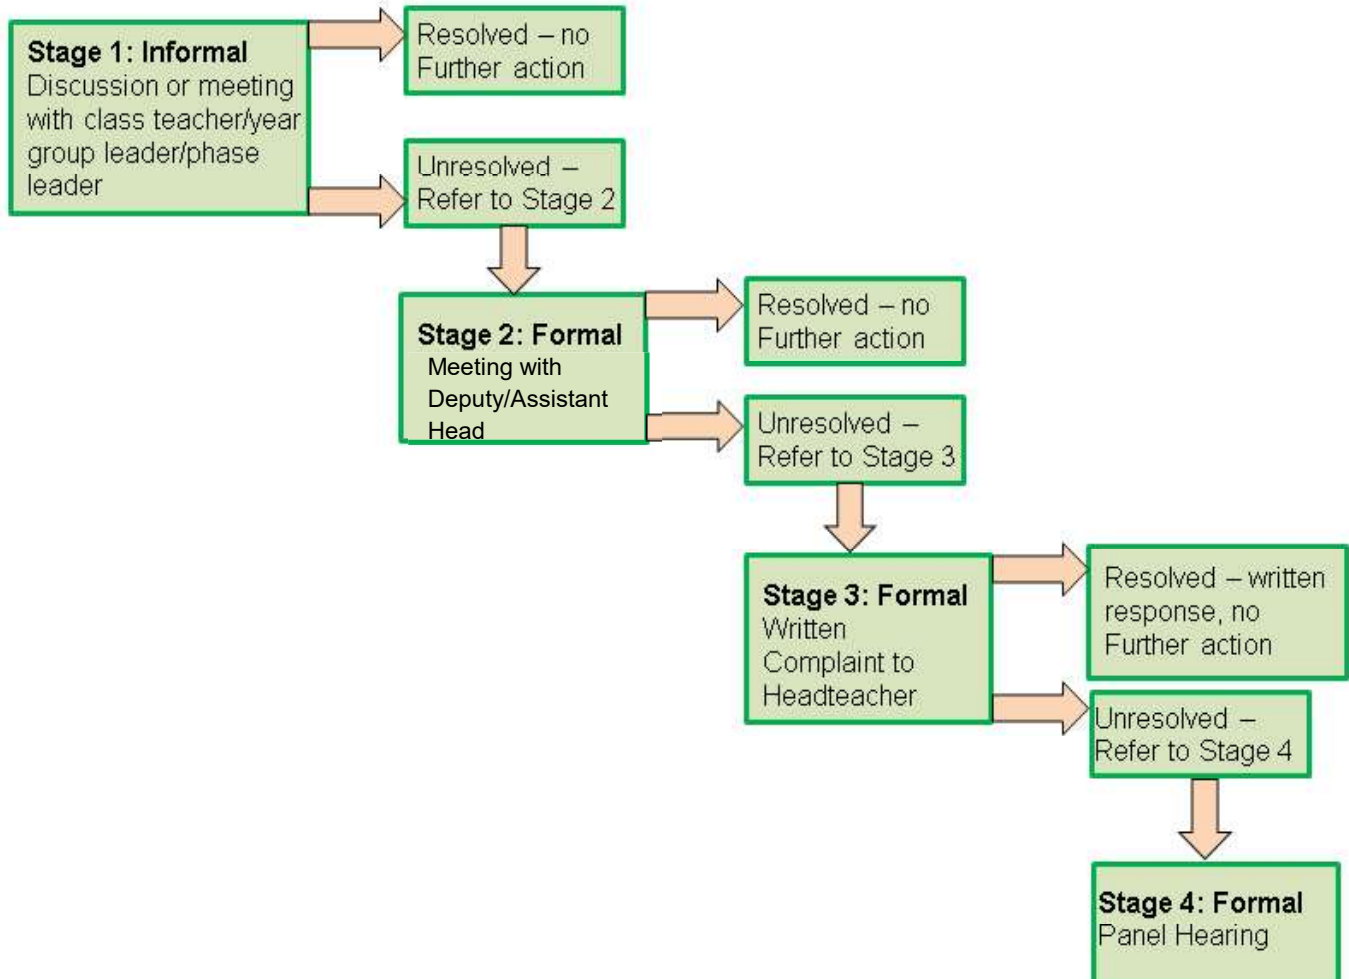 Stage 1: Informal
Discussion or meeting
with class teacher/year
group leader/phase
leader
Resolved – no
Further action
Unresolved –
Refer to Stage 2
Stage 2: Formal
Meeting with
Deputy/Assistant
Head
Resolved – no
Further action
Unresolved –
Refer to Stage 3
Stage 3: Formal
Written
Complaint to
Headteacher
Resolved – written
response, no
Further action
Unresolved –
Refer to Stage 4
Stage 4: Formal
Panel Hearing